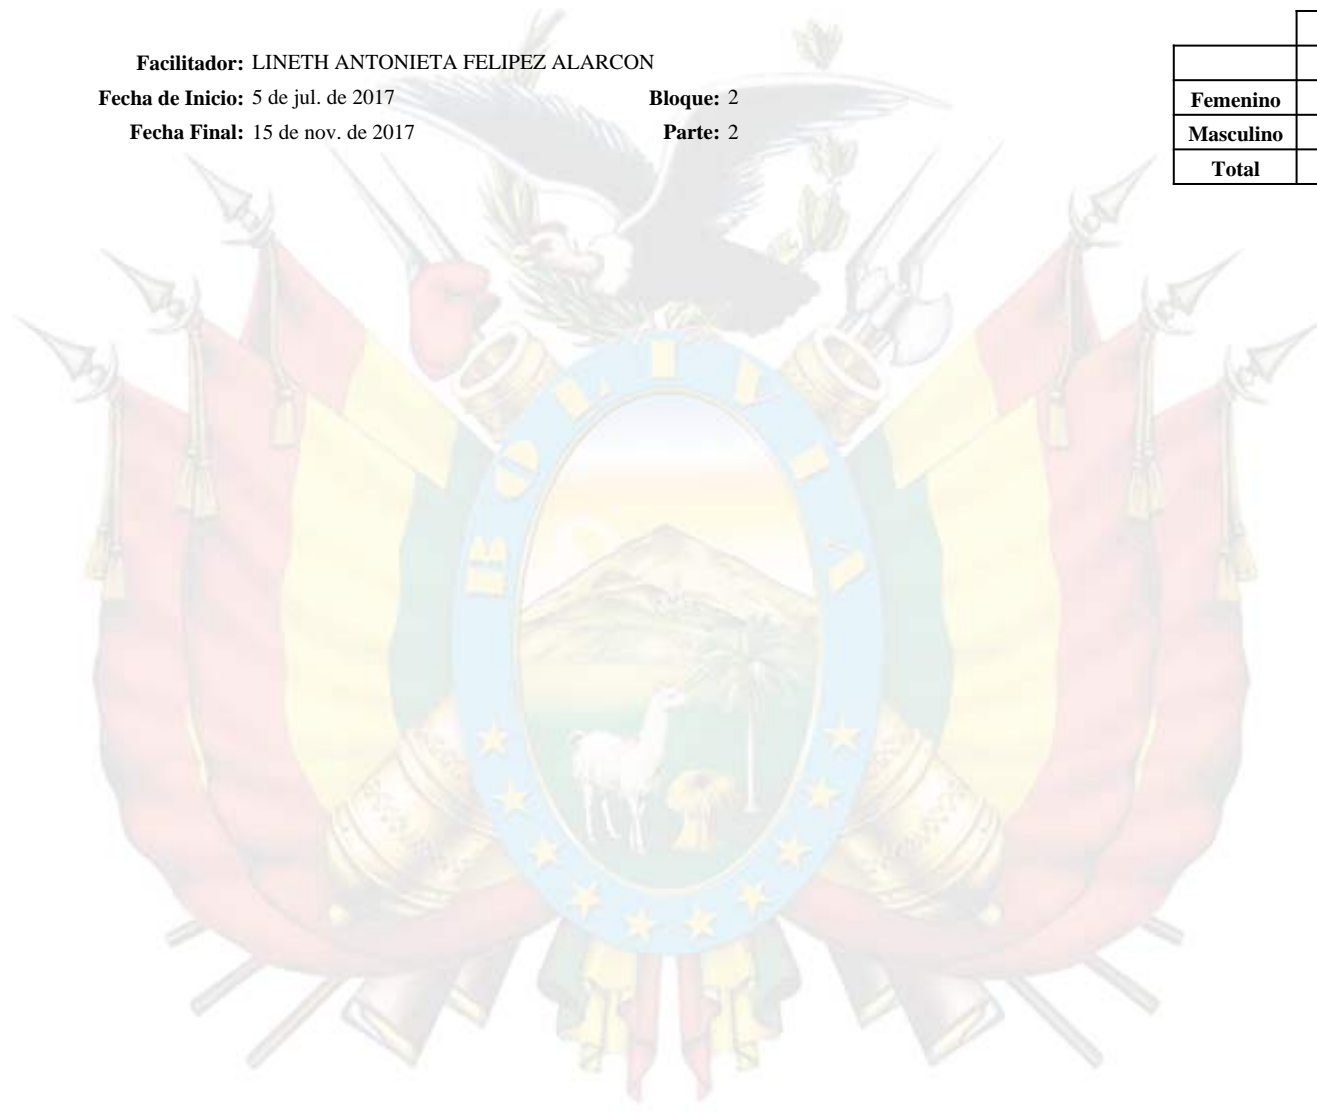 Facilitador: LINETH ANTONIETA FELIPEZ ALARCON
Fecha de Inicio: 5 de jul. de 2017 Bloque: 2
Fecha Final: 15 de nov. de 2017 Parte: 2
Femenino
Masculino
Total
BOLIVIA